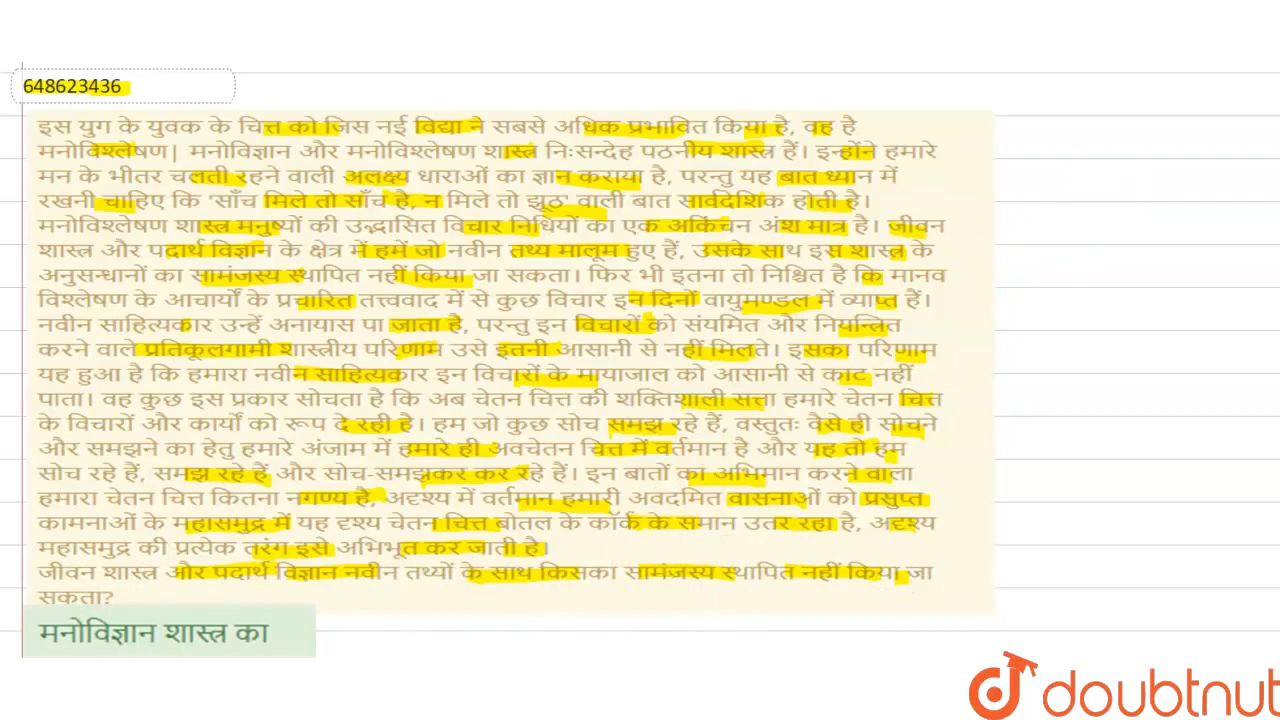 648623436
इस युग के युवक के चित्त को जिस नई विद्या ने सबसे अधिक प्रभावित किया है, वह है
मनोविश्लेषण| मनोविज्ञान और मनोविश्लेषण शास्त्र निःसन्देह पठनीय शास्त्र हैं। इन्होंने हमारे
मन के भीतर चलती रहने वाली अलक्ष्य धाराओं का ज्ञान कराया है, परन्तु यह बात ध्यान में
रखनी चाहिए कि 'साँच मिले तो साँच है, न मिले तो झूठ' वाली बात सार्वदेशिक होती है।
मनोविश्लेषण शास्त्र मनुष्यों की उद्भासित विचार निधियों का एक अकिंचन अंश मात्र है। जीवन
शास्त्र और पदार्थ विज्ञान के क्षेत्र में हमें जो नवीन तथ्य मालूम हुए हैं, उसके साथ इस शास्त्र के
अनुसन्धानों का सामंजस्य स्थापित नहीं किया जा सकता। फिर भी इतना तो निश्चित है कि मानव
विश्लेषण के आचार्यों के प्रचारित तत्त्ववाद में से कुछ विचार इन दिनों वायुमण्डल में व्याप्त हैं।
नवीन साहित्यकार उन्हें अनायास पा जाता है, परन्तु इन विचारों को संयमित और नियन्त्रित
करने वाले प्रतिकूलगामी शास्त्रीय परिणाम उसे इतनी आसानी से नहीं मिलते। इसका परिणाम
यह हुआ है कि हमारा नवीन साहित्यकार इन विचारों के मायाजाल को आसानी से काट नहीं
पाता। वह कुछ इस प्रकार सोचता है कि अब चेतन चित्त की शक्तिशाली सत्ता हमारे चेतन चित्त
के विचारों और कार्यों को रूप दे रही है। हम जो कुछ सोच समझ रहे हैं, वस्तुतः वैसे ही सोचने
और समझने का हेतु हमारे अंजाम में हमारे ही अवचेतन चित्त में वर्तमान है और यह तो हम
सोच रहे हैं, समझ रहे हैं और सोच-समझकर कर रहे हैं। इन बातों का अभिमान करने वाला
हमारा चेतन चित्त कितना नगण्य है, अदृश्य में वर्तमान हमारी अवदमित वासनाओं को प्रसुप्त
कामनाओं के महासमुद्र में यह दृश्य चेतन चित्त बोतल के कॉर्क के समान उतर रहा है, अदृश्य
महासमुद्र की प्रत्येक तरंग इसे अभिभूत कर जाती है।
जीवन शास्त्र और पदार्थ विज्ञान नवीन तथ्यों के साथ किसका सामंजस्य स्थापित नहीं किया जा
सकता?
मनोविज्ञान शास्त्र का
doubtnut